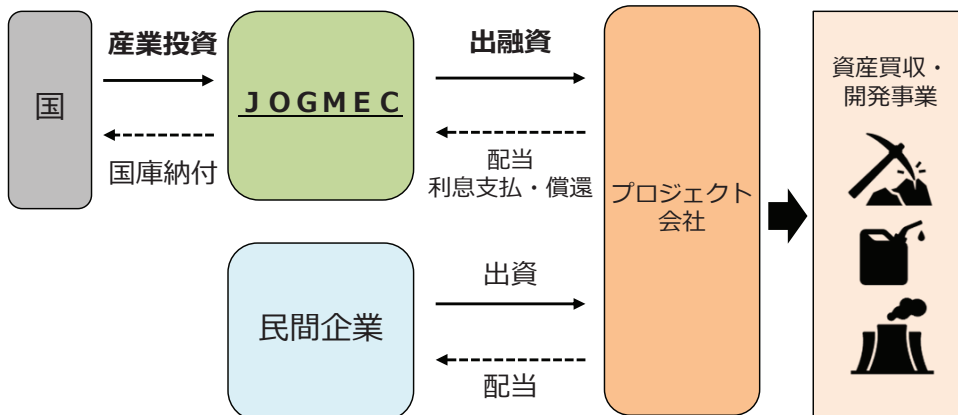 国
産業投資
国庫納付
ＪＯＧＭＥＣ
出融資
配当
利息支払・償還
民間企業
出資
配当
プロジェクト
会社
資産買収・
開発事業